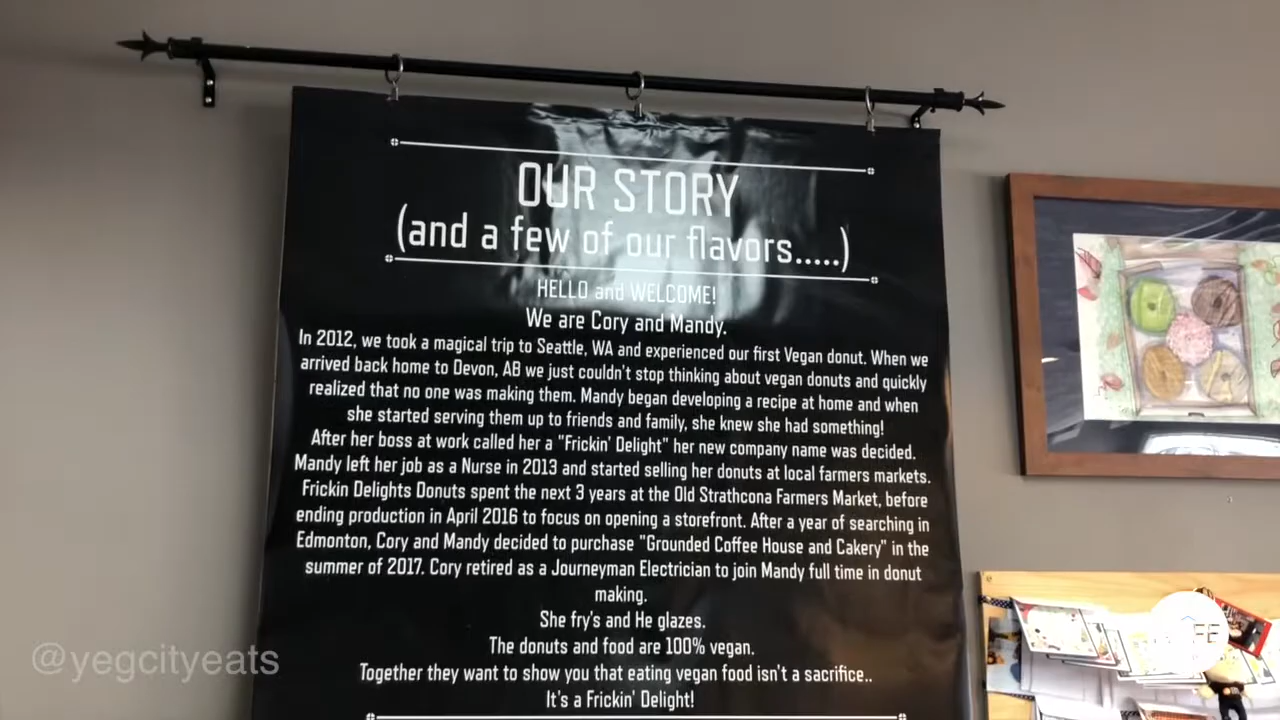 OUR STORY
(and a few of our flavors.....)
HELLO and WELCOME!
We are Cory and Mandy.
In 2012, we took a magical trip to Seattle, WA and experienced our first Vegan donut. When we
arrived back home to Devon, AB we just couldn't stop thinking about vegan donuts and quickly
realized that no one was making them. Mandy began developing a recipe at home and when
she started serving them up to friends and family, she knew she had something!
After her boss at work called her a "Frickin' Delight" her new company name was decided.
Mandy left her job as a Nurse in 2013 and started selling her donuts at local farmers markets.
Frickin Delights Donuts spent the next 3 years at the Old Strathcona Farmers Market, before
ending production in April 2016 to focus on opening a storefront. After a year of searching in
Edmonton, Cory and Mandy decided to purchase "Grounded Coffee House and Cakery" in the
summer of 2017. Cory retired as a Journeyman Electrician to join Mandy full time in donut
making.
She fry's and He glazes.
The donuts and food are 100% vegan.
Together they want to show you that eating vegan food isn't a sacrifice..
It's a Frickin' Delight!
@yegcityeats
FE